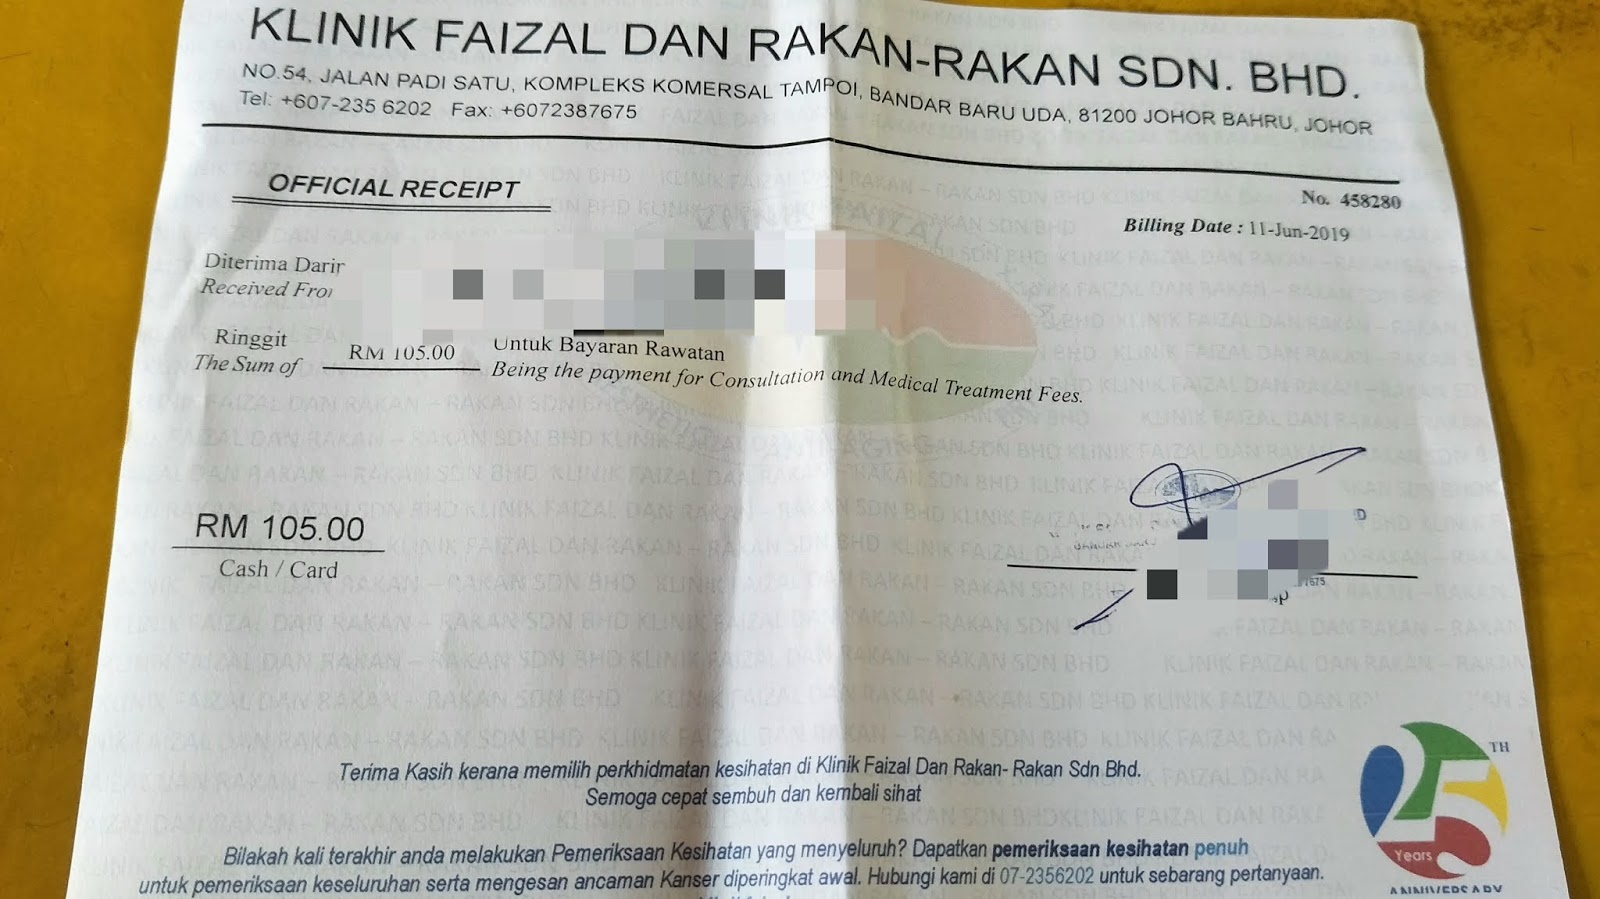 KLINIK FAIZAL DAN RAKAN-RAKAN SDN. BHD.
NO.54, JALAN PADI SATU, KOMPLEKS KOMERSAL TAMPOI, BANDAR BARU UDA, 81200 JOHOR BAHRU, JOHOR
Tel: +607-235 6202 Fax: +6072387675
OFFICIAL RECEIPT
No. 458280
Billing Date : 11-Jun-2019
Diterima Darir
Received From
Ringgit
The Sum of
RM 105.00
Untuk Bayaran Rawatan
Being the payment for Consultation and Medical Treatment Fees.
RM 105.00
Cash / Card
Terima Kasih kerana memilih perkhidmatan kesihatan di Klinik Faizal Dan Rakan- Rakan Sdn Bhd.
Semoga cepat sembuh dan kembali sihat
Bilakah kali terakhir anda melakukan Pemeriksaan Kesihatan yang menyeluruh? Dapatkan pemeriksaan kesihatan penuh
untuk pemeriksaan keseluruhan serta mengesan ancaman Kanser diperingkat awal. Hubungi kami di 07-2356202 untuk sebarang pertanyaan.
25TH
Years
ANNIVERSARY